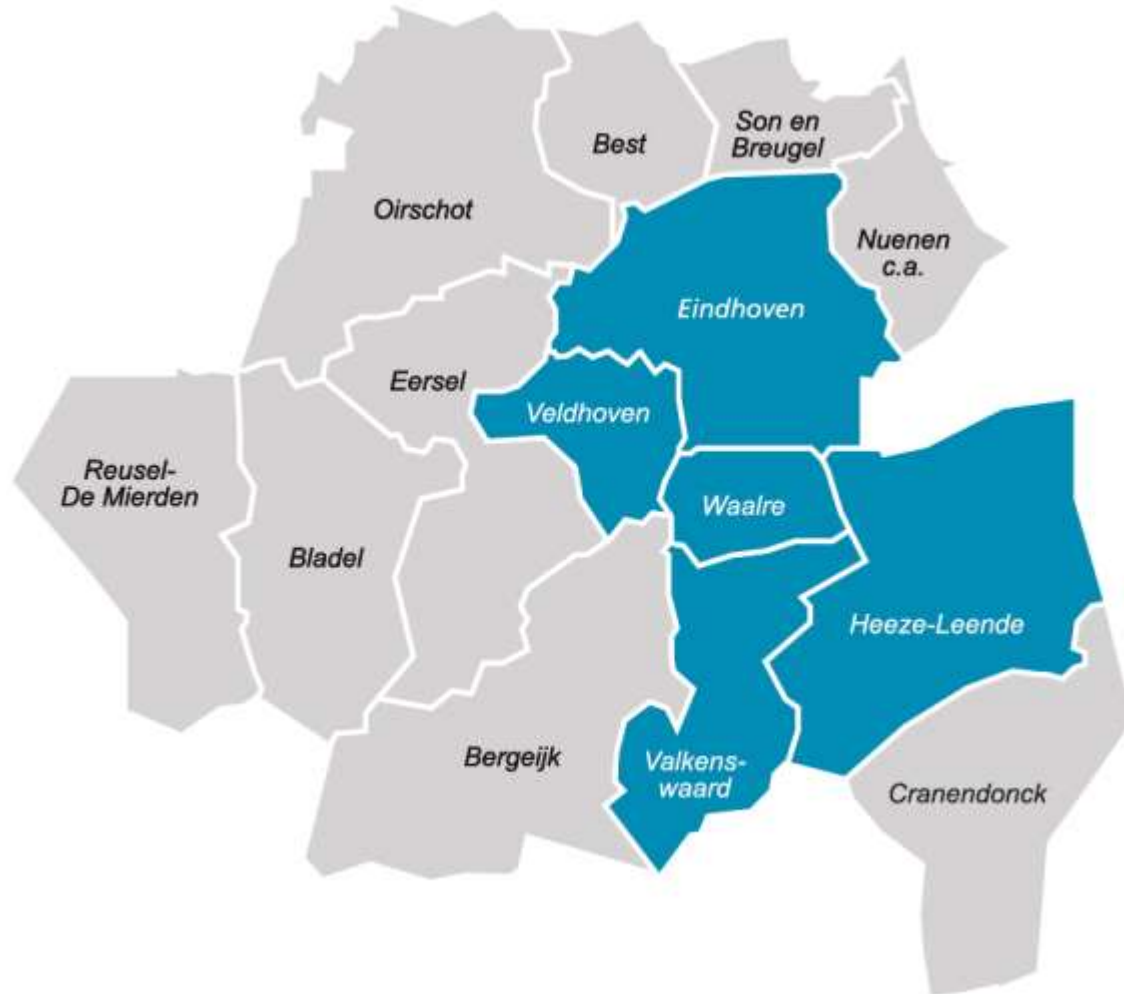 Best
Son en
Breugel
Oirschot
Nuenen
c.a.
Eindhoven
Eersel
Veldhoven
Reusel-
De Mierden
Waalre
Bladel
Heeze-Leende
Bergeijk
Valkens-
waard
Cranendonck